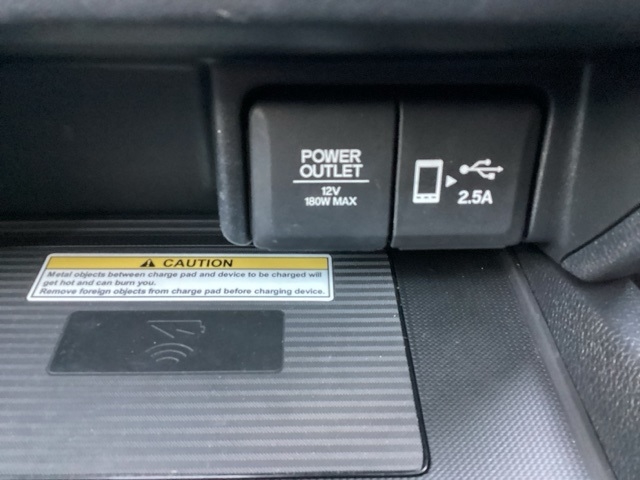 POWER
OUTLET
12V
180W MAX
2.5A
CAUTION
Metal objects between charge pad and device to be charged will
get hot and can burn you.
Remove foreign objects from charge pad before charging device.